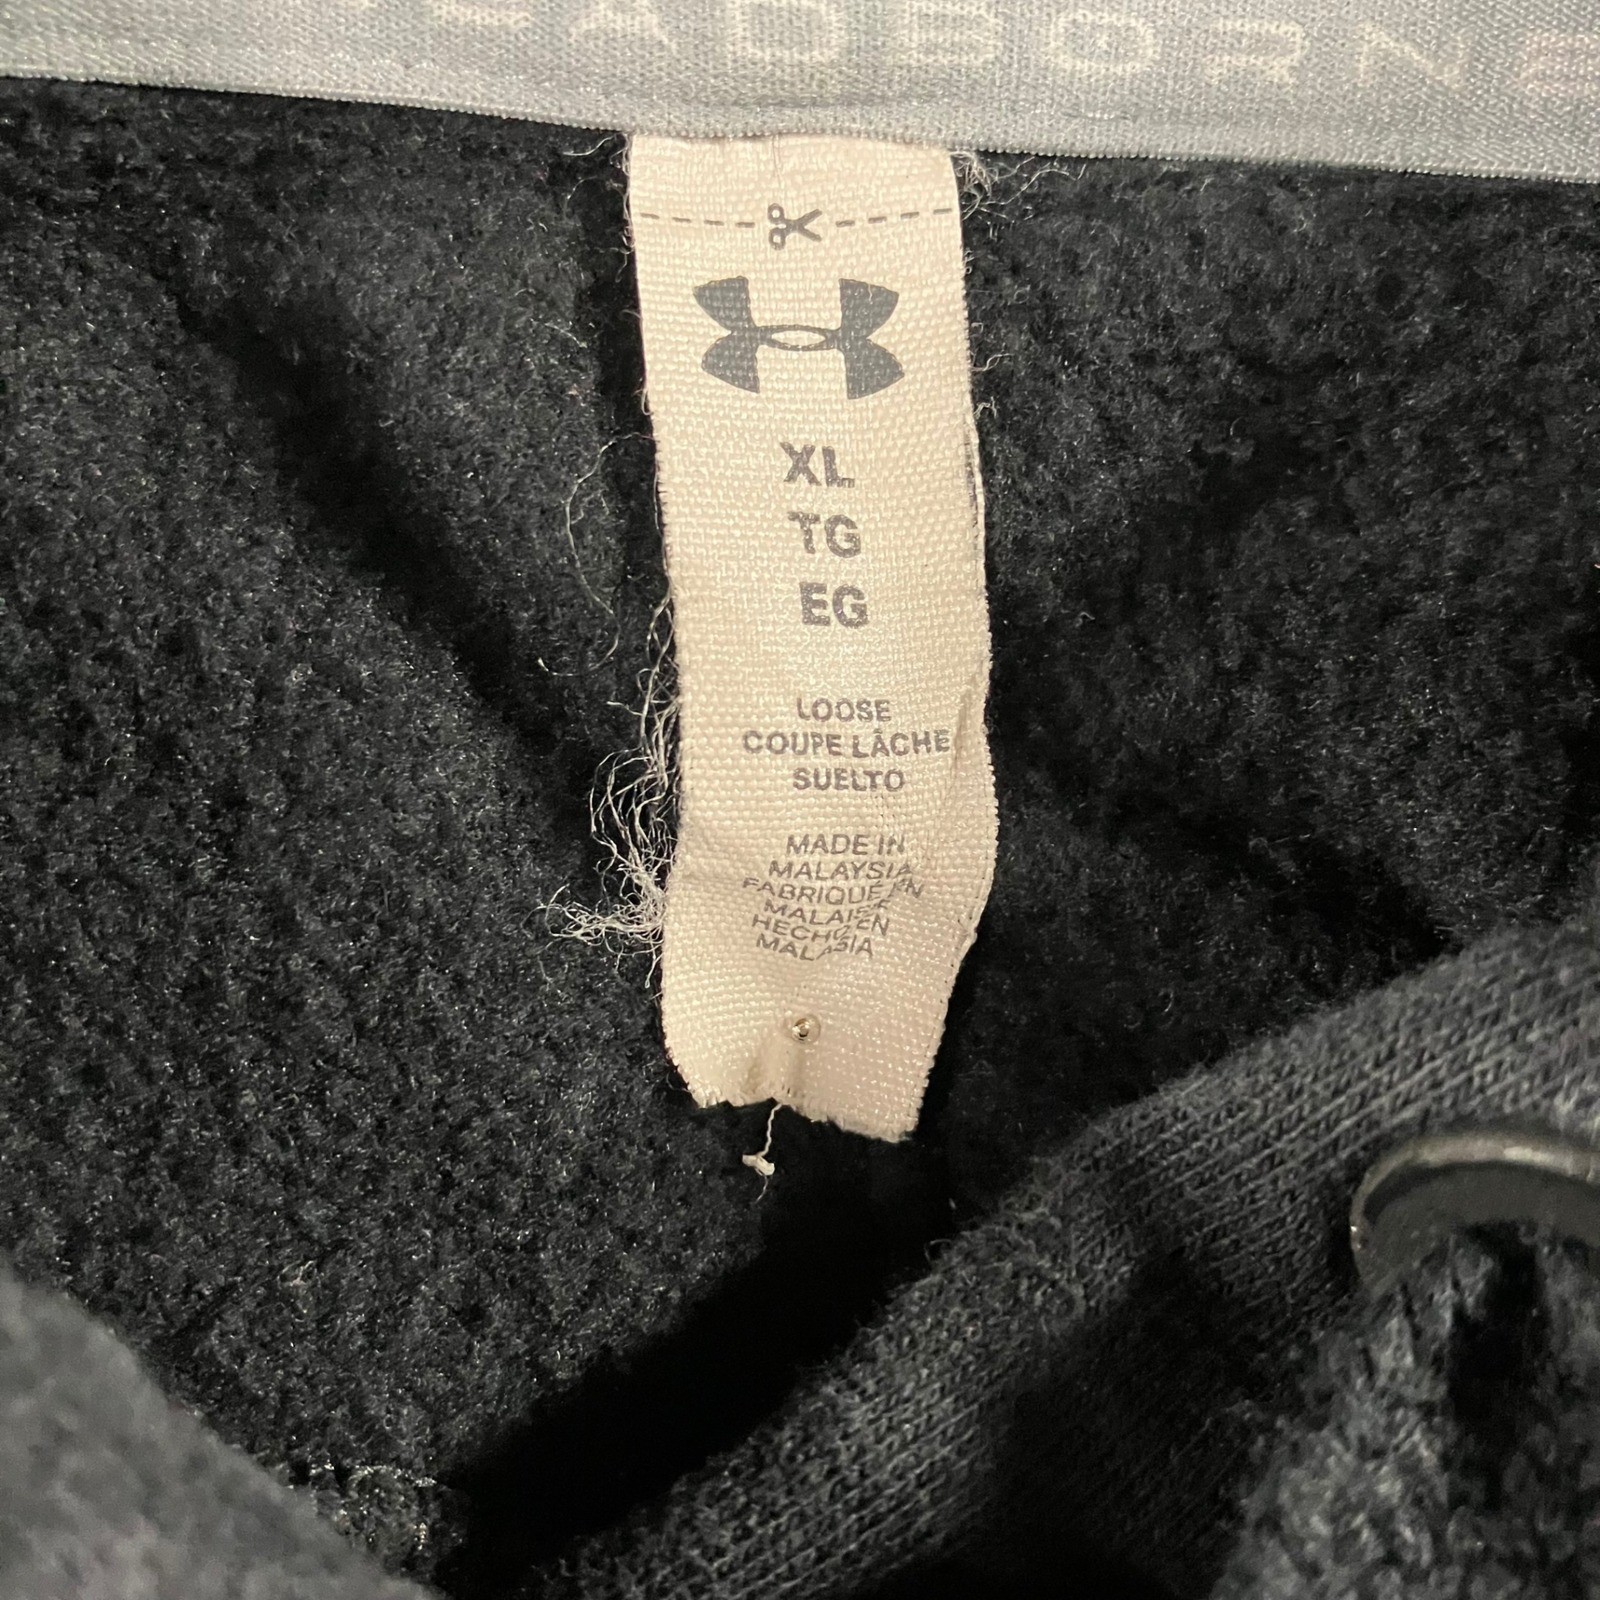 XL
TG
EG
LOOSE
COUPE LÂCHE
SUELTO
MADE IN
MALAYSIA
FABRIQUÉ EN
MALAISIE
HECHO EN
MALASIA